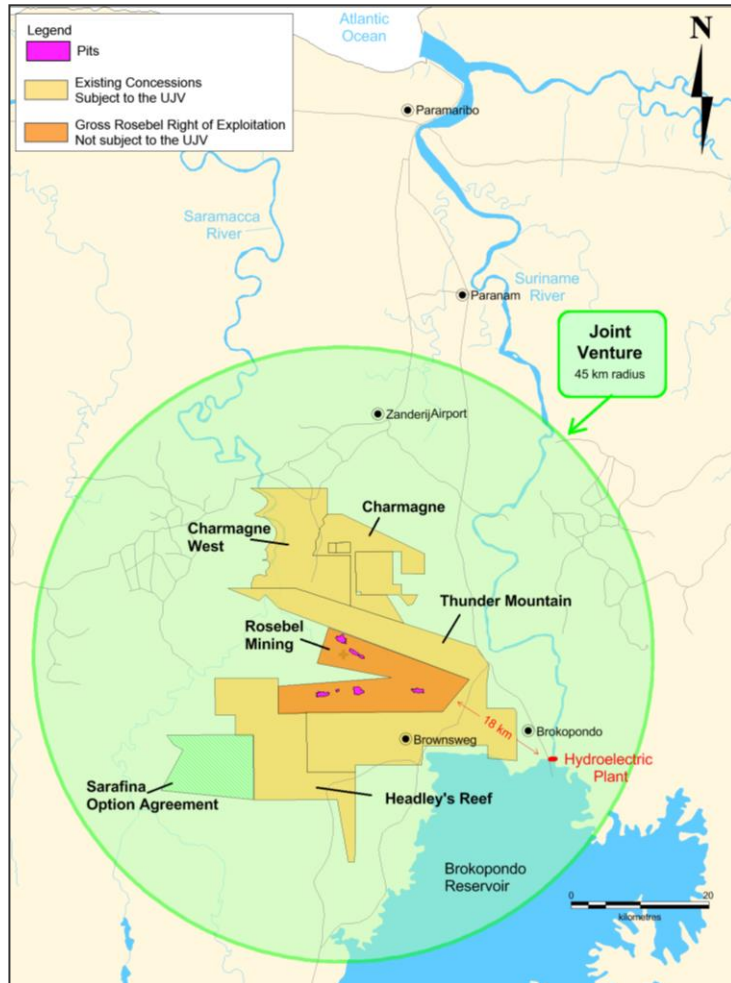 Legend
Pits
Existing Concessions
Subject to the UJV
Gross Rosebel Right of Exploitation
Not subject to the UJV
Atlantic
Ocean
N
Paramaribo
Saramacca
River
Suriname
River
Paranam
Joint
Venture
45 km radius
ZanderijAirport
Charmagne
Charmagne
West
Thunder Mountain
Rosebel
Mining
18 km
Brokopondo
Brownsweg
Hydroelectric
Plant
Sarafina
Option Agreement
Headley's Reef
Brokopondo
Reservoir
0 20
kilometres